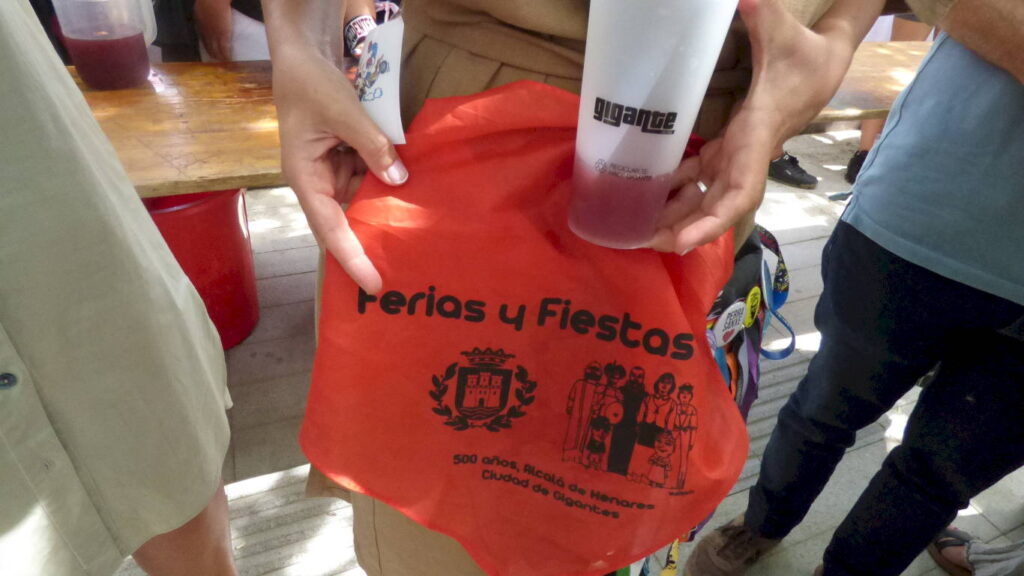 gigante
Ferias y Fiestas
500 años, Alcalá de Henares
Ciudad de Gigantes